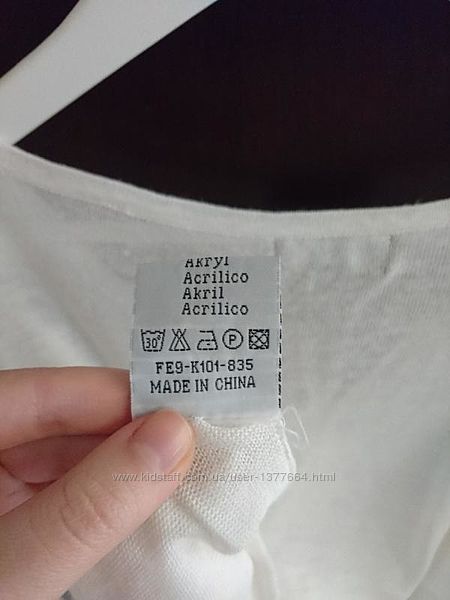 Akryl
Acrilico
Akril
Acrilico
30°
P
FE9-K101-835
MADE IN CHINA
www.kidstaff.com.ua/user-1377664.html